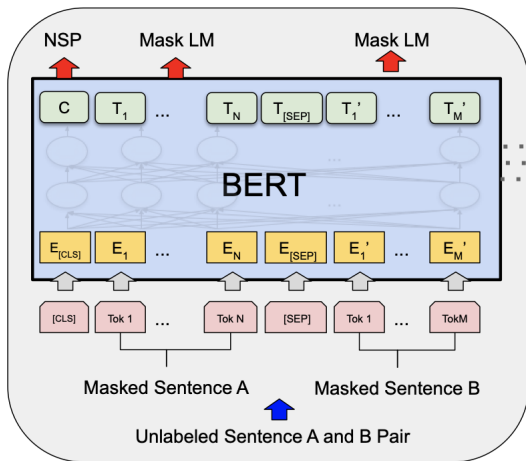 NSP Mask LM Mask LM
C T1 ... TN T[SEP] T1' ... TM'
...
...
BERT
E[CLS] E1 ... EN E[SEP] E1' ... EM'
[CLS] Tok 1 ... Tok N [SEP] Tok 1 ... TokM
Masked Sentence A Masked Sentence B
Unlabeled Sentence A and B Pair